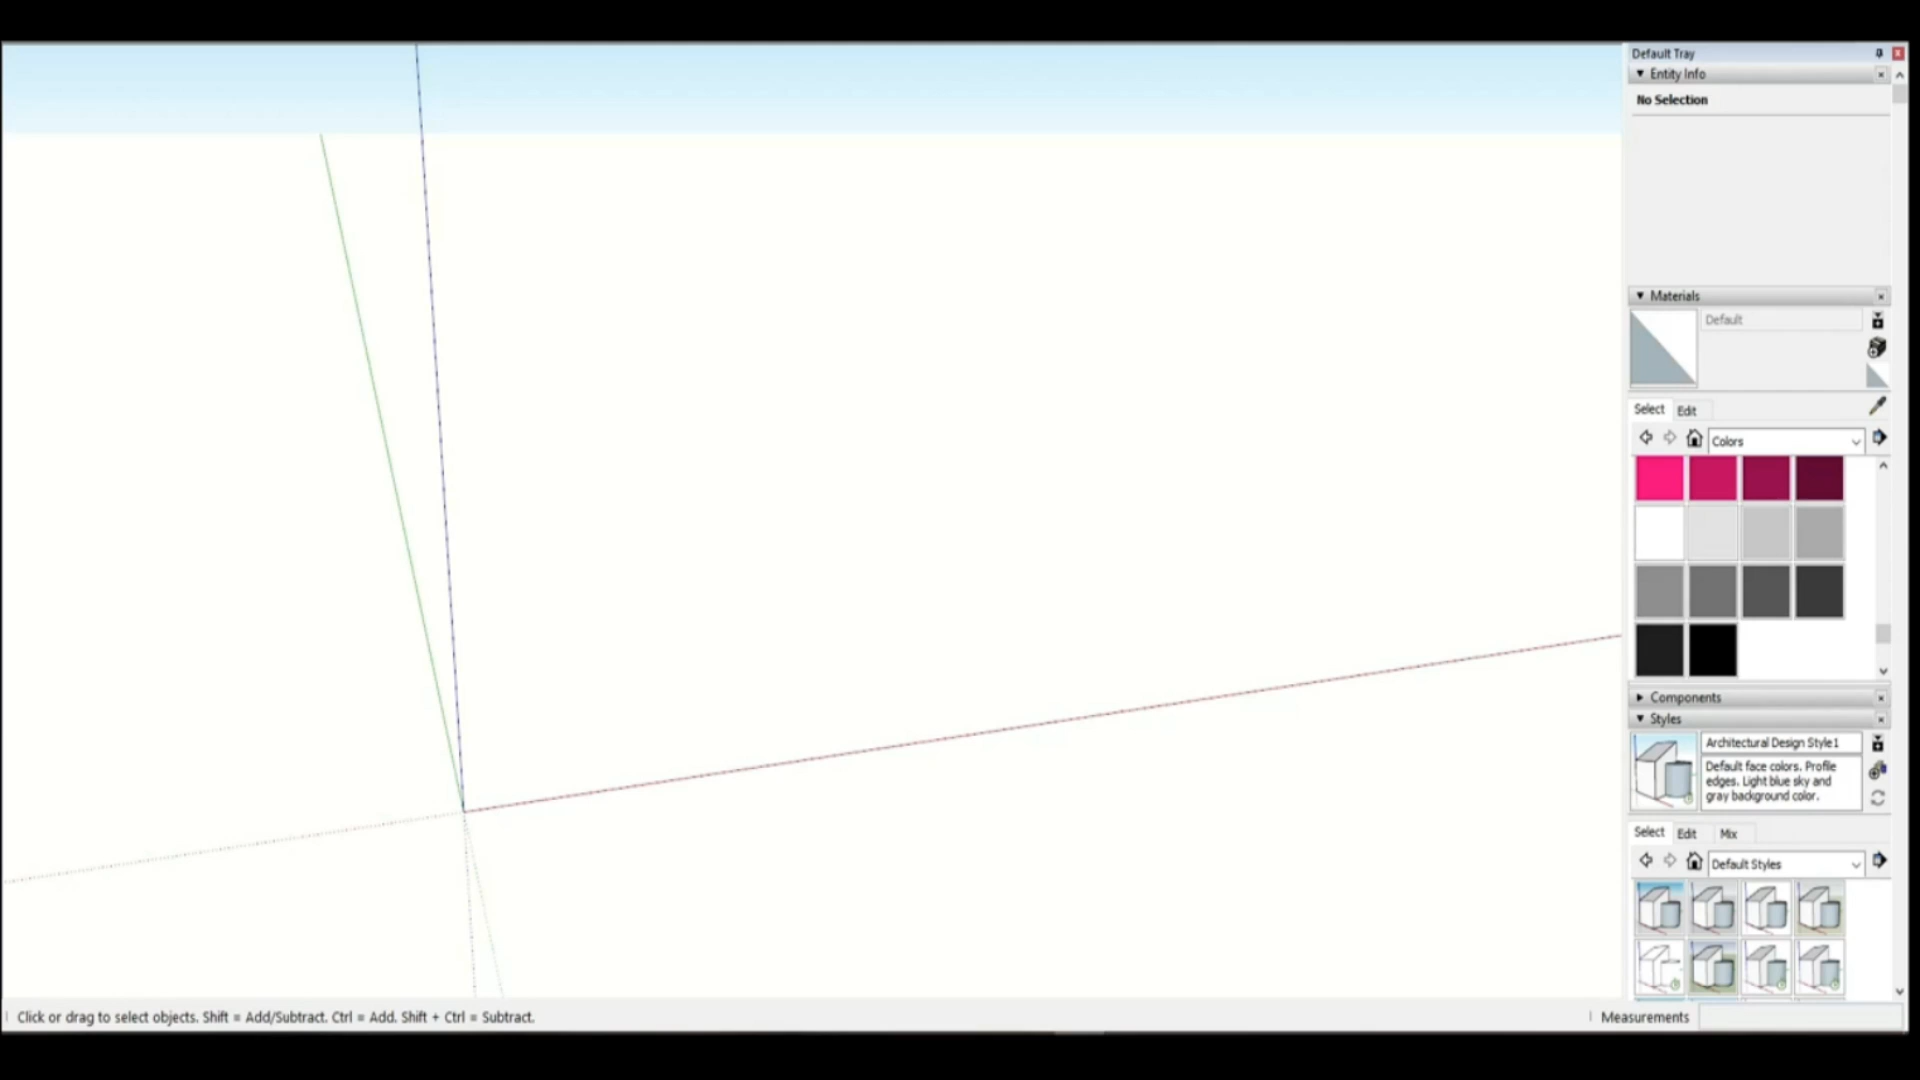 Default Tray
Entity Info
No Selection
Materials
Default
Select Edit
Colors
Components
Styles
Architectural Design Style1
Default face colors. Profile
edges. Light blue sky and
gray background color.
Select Edit Mix
Default Styles
Click or drag to select objects. Shift = Add/Subtract. Ctrl = Add. Shift + Ctrl = Subtract.
Measurements